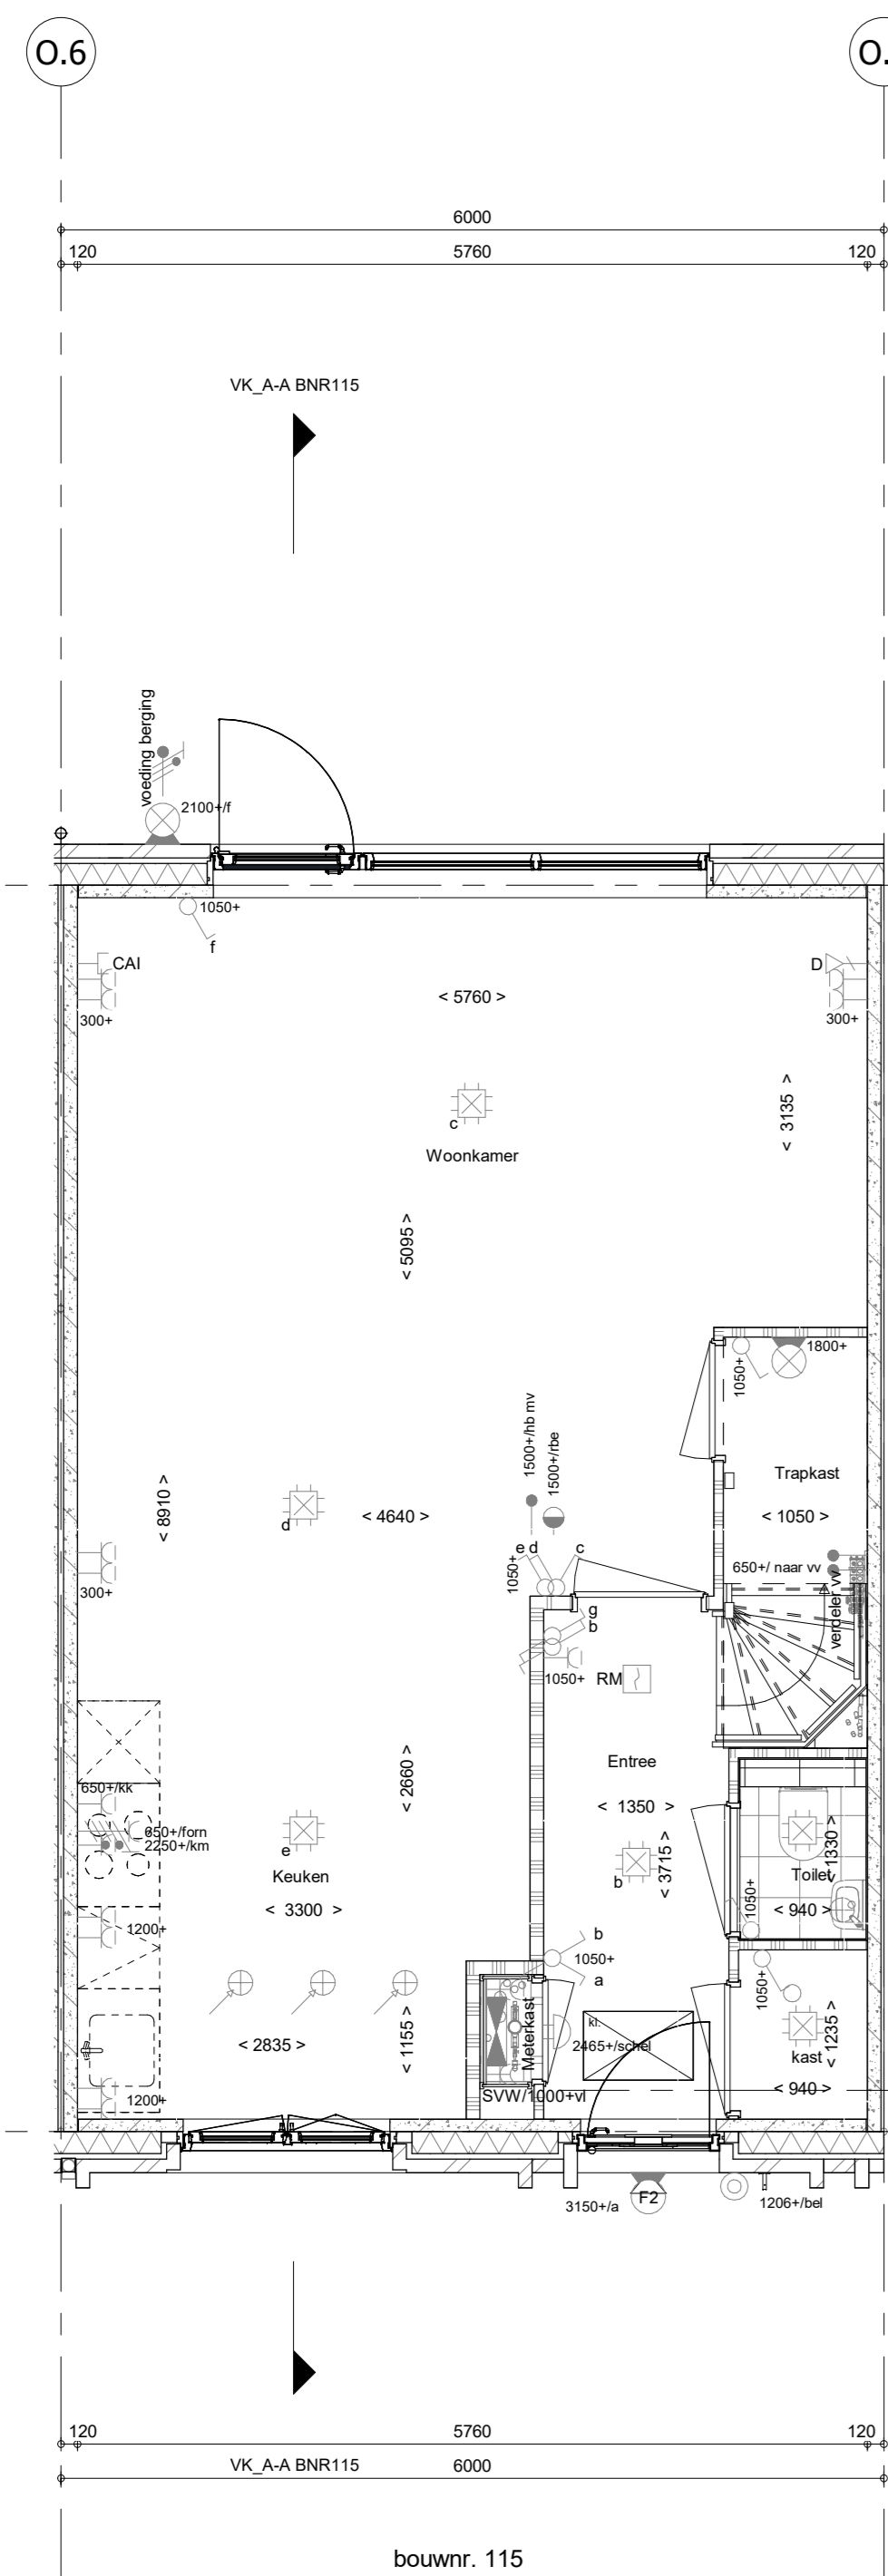 O.6
O.
6000
120
5760
120
VK_A-A BNR115
voeding berging
2100+/f
1050+
f
CAI
D
300+
300+
< 5760 >
c
Woonkamer
< 3135 >
< 5095 >
1050+
1800+
1500+/hb mv
1500+/rbe
Trapkast
< 8910 >
d
< 4640 >
< 1050 >
1050+
e d
c
650+/ naar vv
verdeler vv
300+
g
b
1050+
RM
Entree
< 2660 >
650+/kk
< 1350 >
650+/forn
2250+/km
e
Keuken
< 3715 >
b
< 1330 >
Toilet
< 3300 >
1050+
< 940 >
1200+
b
1050+
a
1050+
kl.
Meterkast
2465+/schel
< 2835 >
< 1155 >
< 1235 >
kast
< 940 >
SVW/1000+vl
1200+
3150+/a
F2
1206+/bel
120
5760
120
VK_A-A BNR115
6000
bouwnr. 115